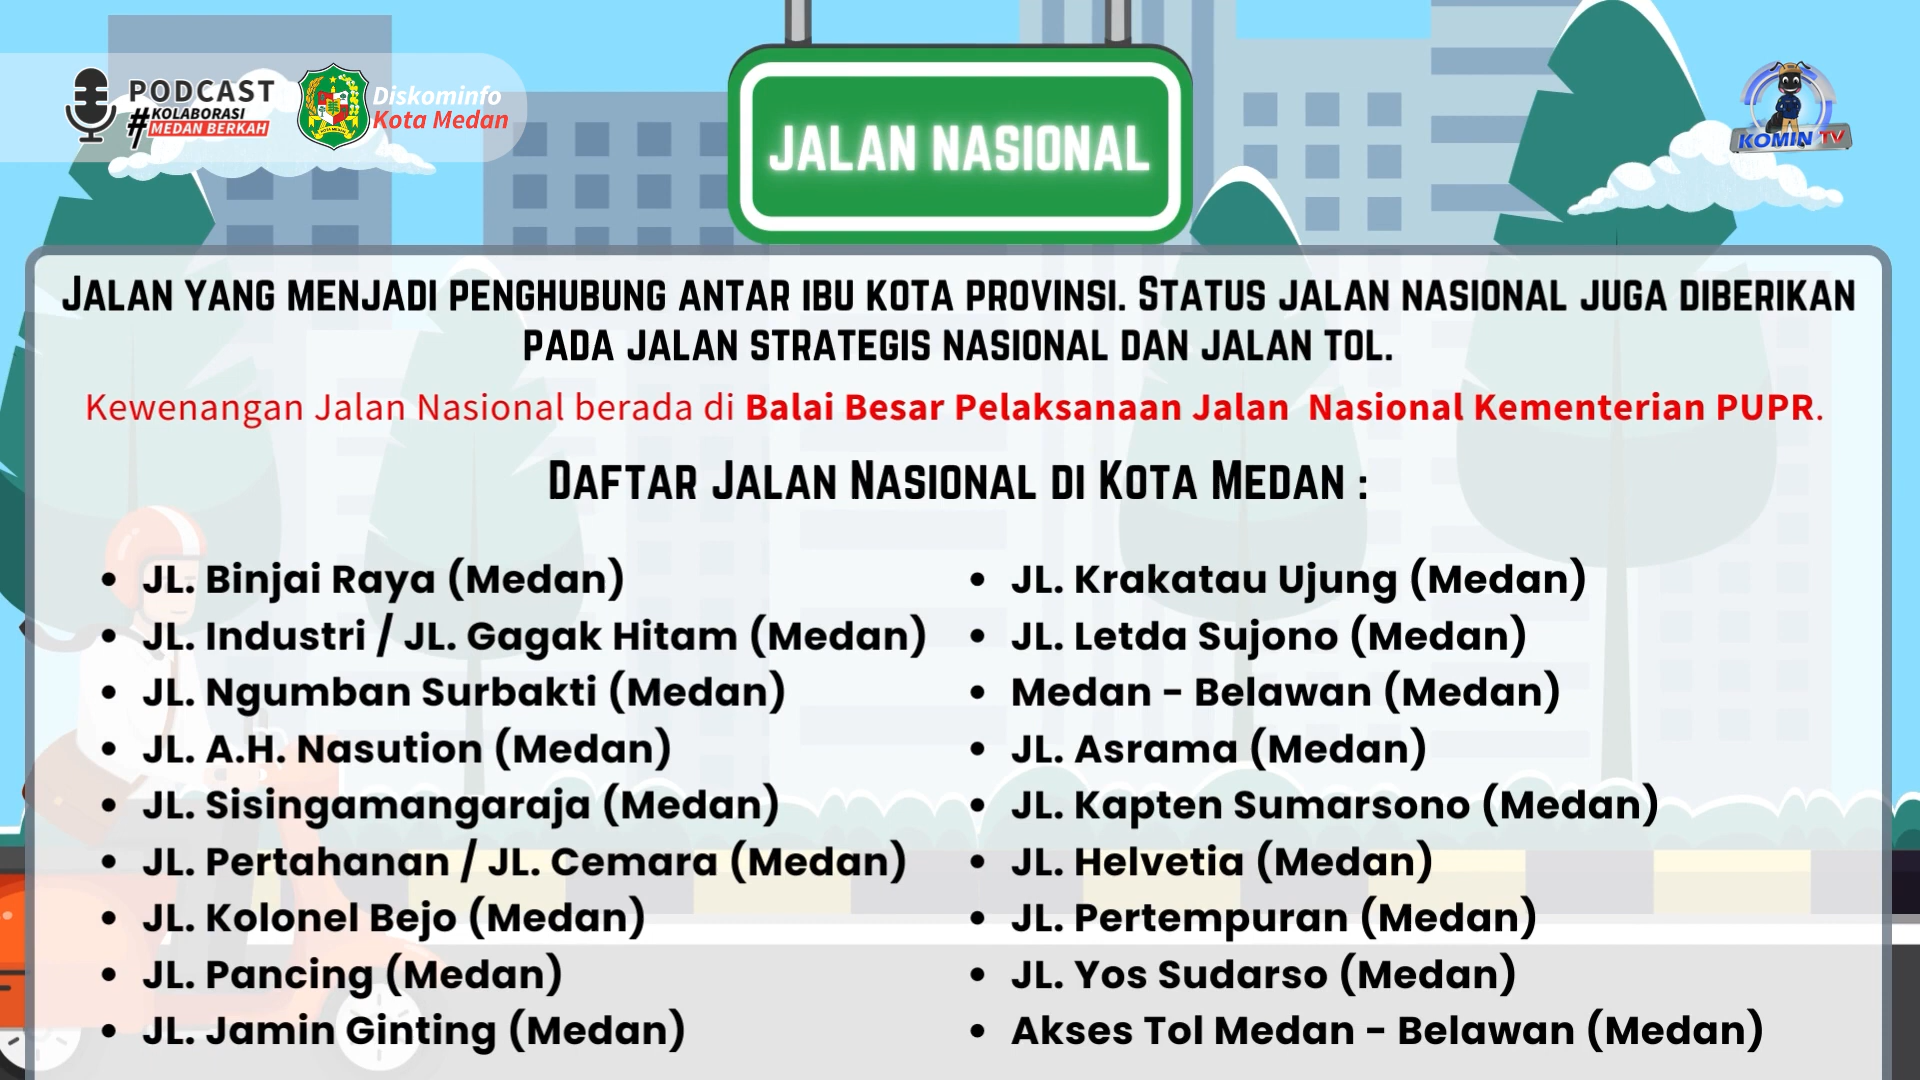 PODCAST
#KOLABORASI
MEDAN BERKAH
Diskominfo
Kota Medan
JALAN NASIONAL
KOMIN TV
JALAN YANG MENJADI PENGHUBUNG ANTAR IBU KOTA PROVINSI. STATUS JALAN NASIONAL JUGA DIBERIKAN
PADA JALAN STRATEGIS NASIONAL DAN JALAN TOL.
Kewenangan Jalan Nasional berada di Balai Besar Pelaksanaan Jalan Nasional Kementerian PUPR.
DAFTAR JALAN NASIONAL DI KOTA MEDAN :
• JL. Binjai Raya (Medan)
• JL. Industri / JL. Gagak Hitam (Medan)
• JL. Ngumban Surbakti (Medan)
• JL. A.H. Nasution (Medan)
• JL. Sisingamangaraja (Medan)
• JL. Pertahanan / JL. Cemara (Medan)
• JL. Kolonel Bejo (Medan)
• JL. Pancing (Medan)
• JL. Jamin Ginting (Medan)
• JL. Krakatau Ujung (Medan)
• JL. Letda Sujono (Medan)
• Medan - Belawan (Medan)
• JL. Asrama (Medan)
• JL. Kapten Sumarsono (Medan)
• JL. Helvetia (Medan)
• JL. Pertempuran (Medan)
• JL. Yos Sudarso (Medan)
• Akses Tol Medan - Belawan (Medan)